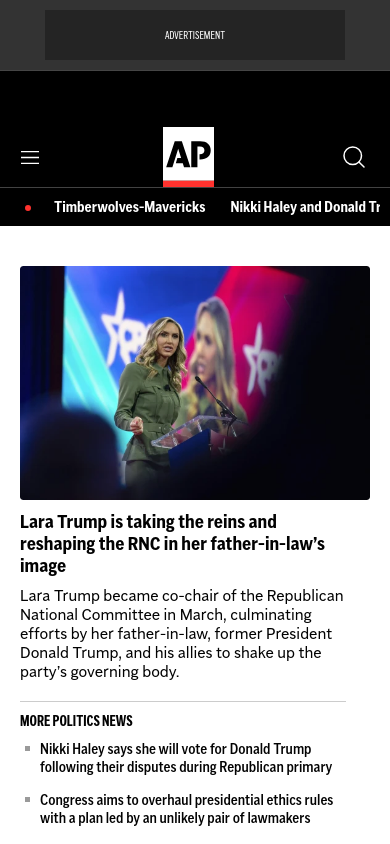 ADVERTISEMENT
AP
Timberwolves-Mavericks Nikki Haley and Donald Tr
Lara Trump is taking the reins and
reshaping the RNC in her father-in-law’s
image
Lara Trump became co-chair of the Republican
National Committee in March, culminating
efforts by her father-in-law, former President
Donald Trump, and his allies to shake up the
party’s governing body.
MORE POLITICS NEWS
Nikki Haley says she will vote for Donald Trump
following their disputes during Republican primary
Congress aims to overhaul presidential ethics rules
with a plan led by an unlikely pair of lawmakers